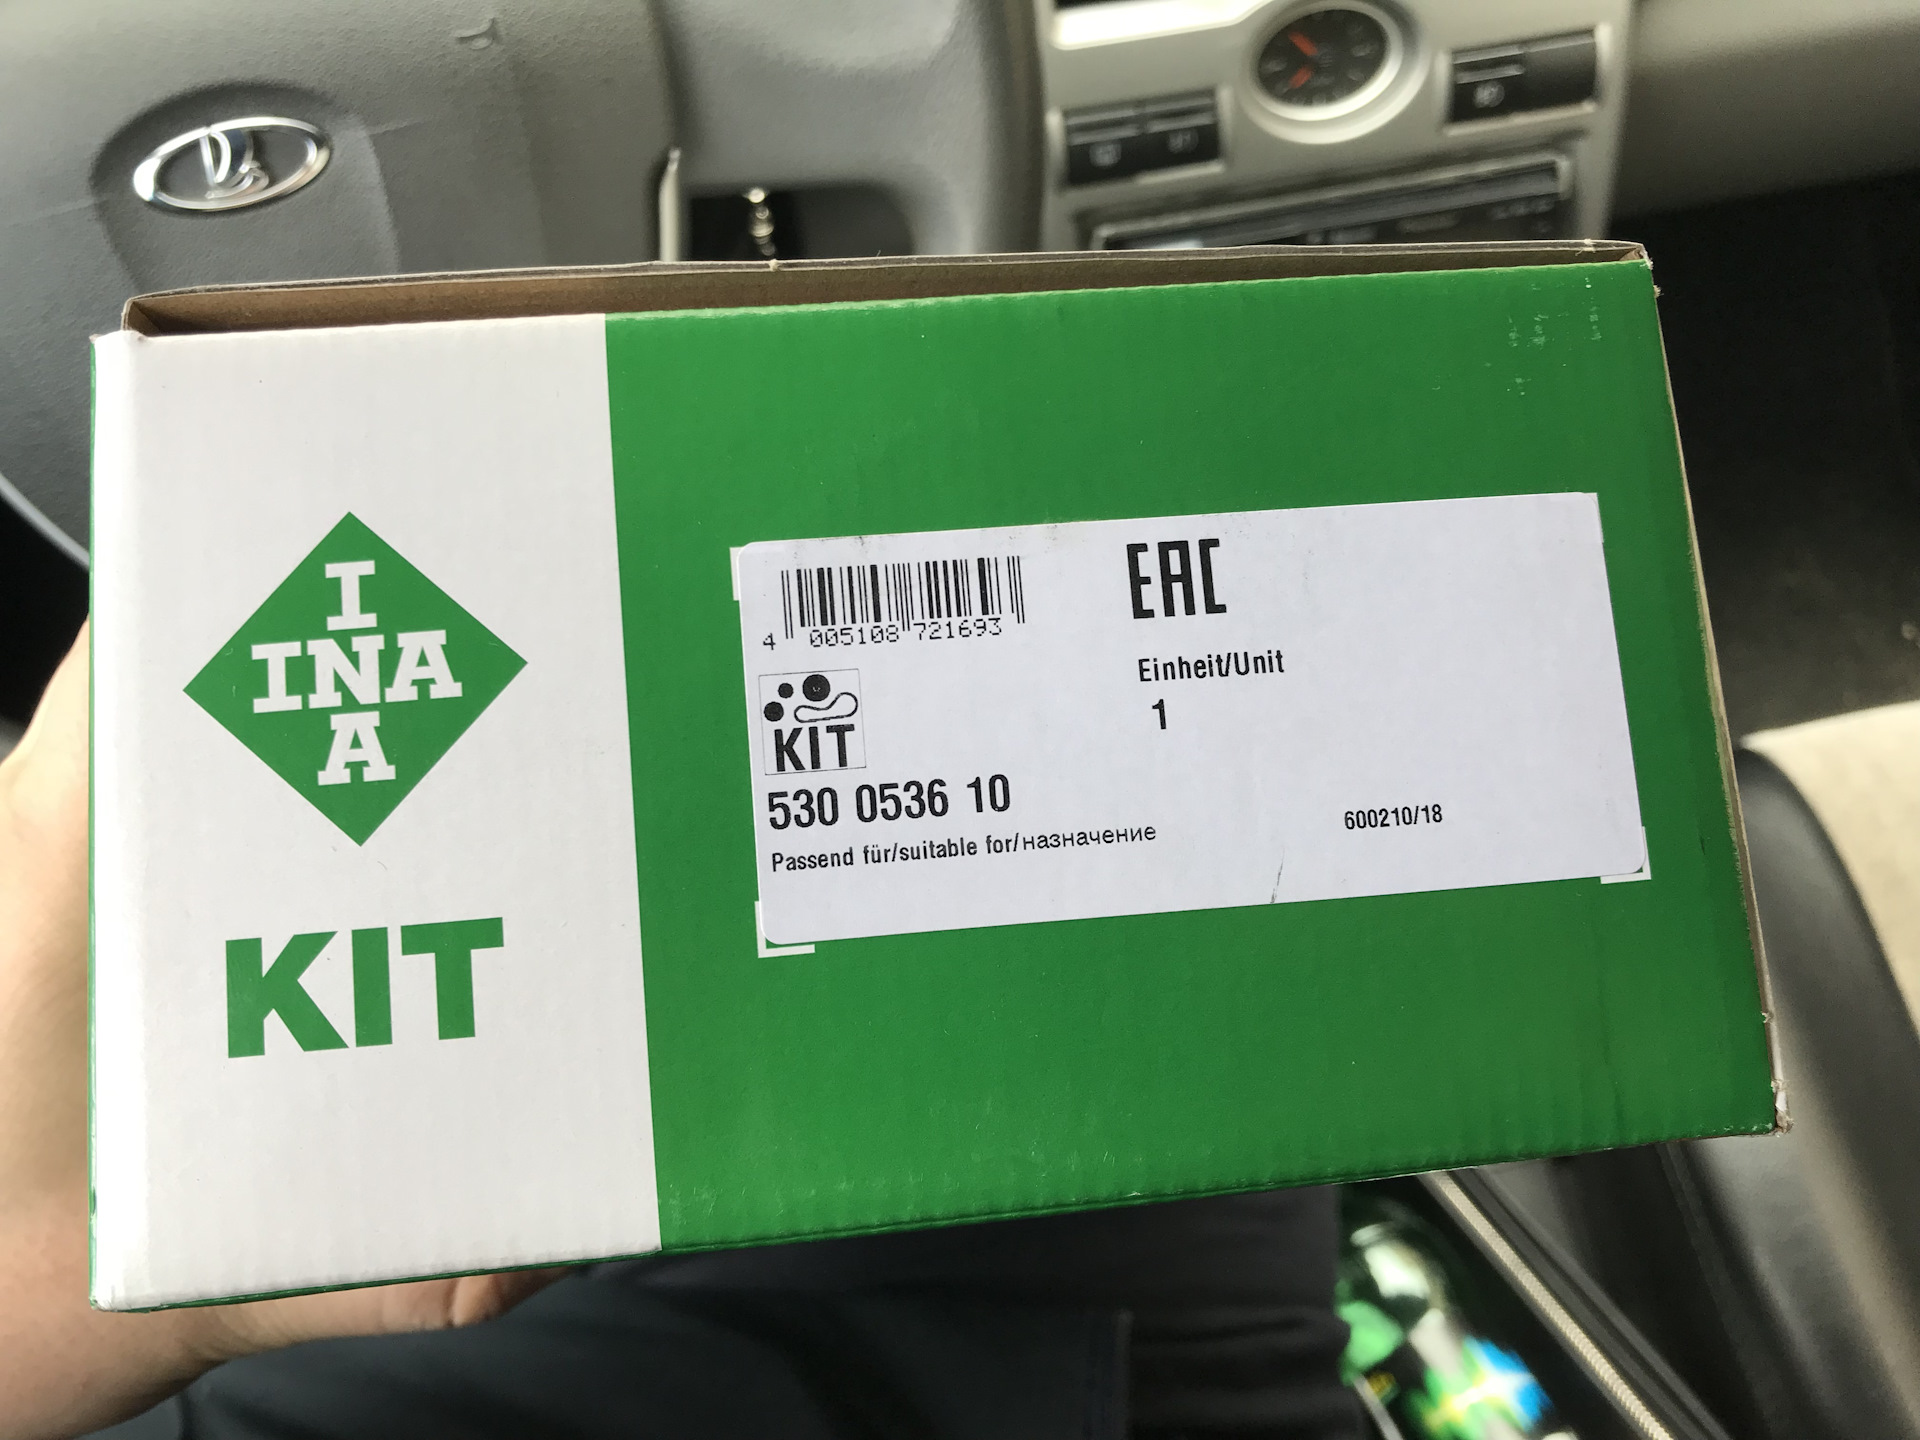 I
INA
A
KIT
4 005108 721693
EAC
Einheit/Unit
1
KIT
530 0536 10
Passend für/suitable for/назначение
600210/18